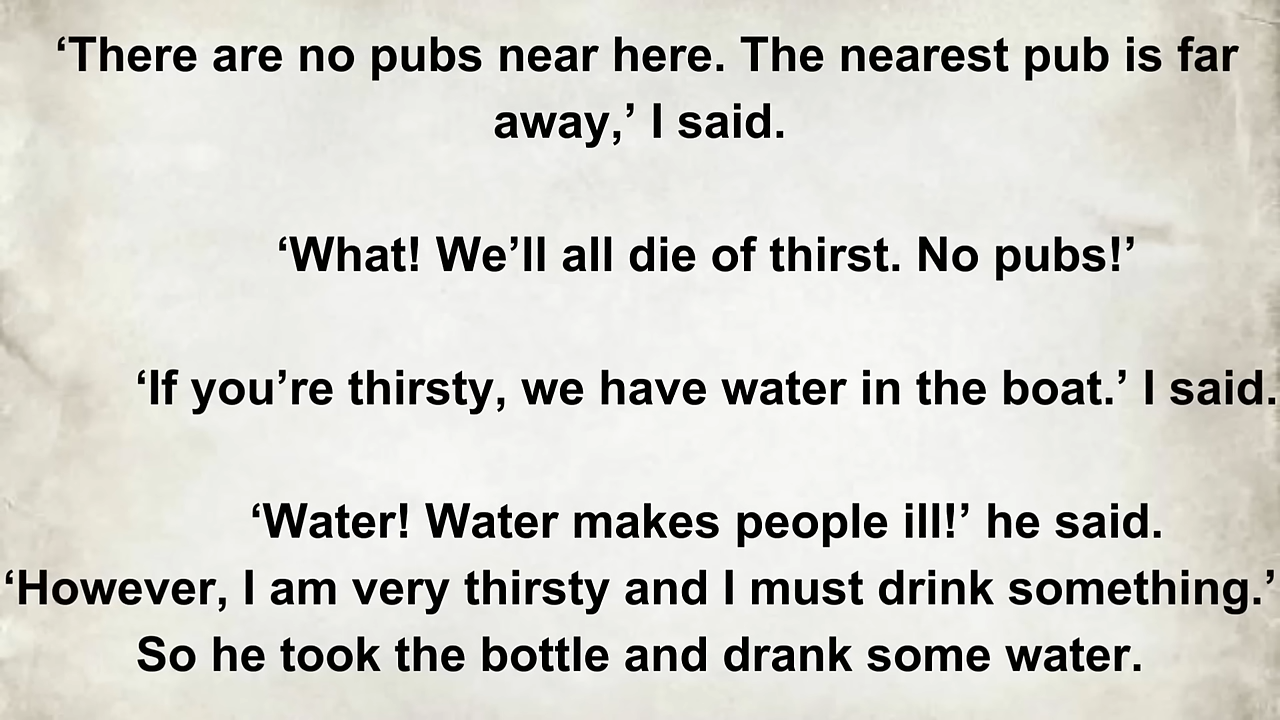 ‘There are no pubs near here. The nearest pub is far
away,’ I said.
‘What! We’ll all die of thirst. No pubs!’
‘If you’re thirsty, we have water in the boat.’ I said.
‘Water! Water makes people ill!’ he said.
‘However, I am very thirsty and I must drink something.’
So he took the bottle and drank some water.